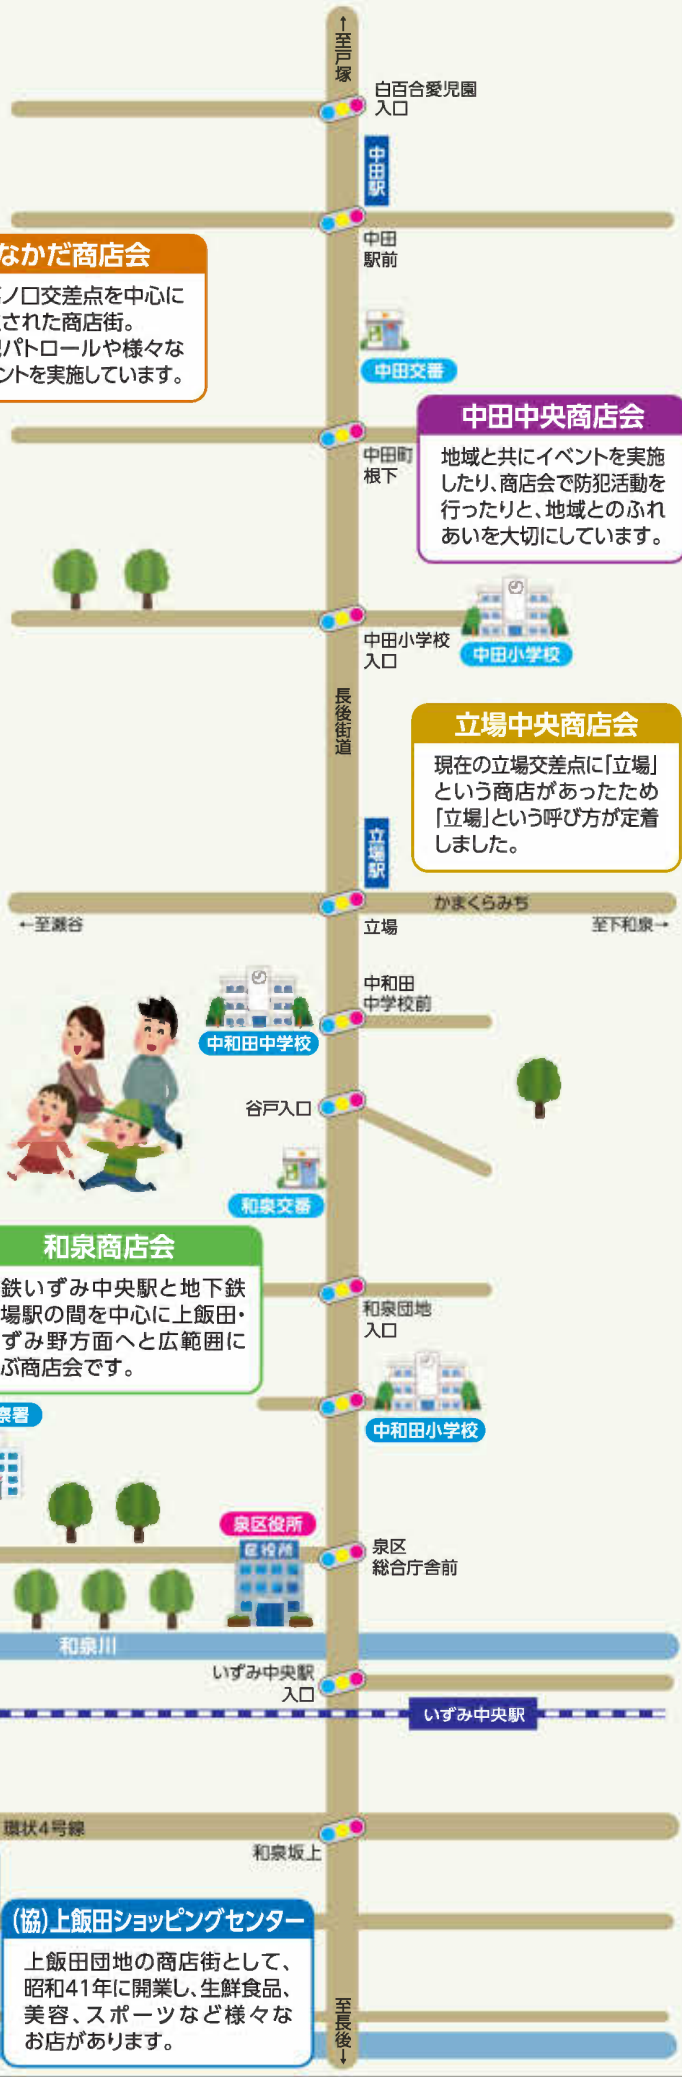 ↑至戸塚
白百合愛児園
入口
中田駅
中田
駅前
なかだ商店会
ノ口交差点を中心に
された商店街。
パトロールや様々な
ントを実施しています。
中田交番
中田中央商店会
地域と共にイベントを実施
したり、商店会で防犯活動を
行ったりと、地域とのふれ
あいを大切にしています。
中田町
根下
中田小学校
入口
中田小学校
長後街道
立場中央商店会
現在の立場交差点に「立場」
という商店があったため
「立場」という呼び方が定着
しました。
立場駅
かまくらみち
←至瀬谷
立場
至下和泉→
中和田
中学校前
中和田中学校
谷戸入口
和泉交番
和泉商店会
鉄いずみ中央駅と地下鉄
場駅の間を中心に上飯田・
ずみ野方面へと広範囲に
ぶ商店会です。
和泉団地
入口
察署
中和田小学校
泉区役所
区役所
泉区
総合庁舎前
和泉川
いずみ中央駅
入口
いずみ中央駅
環状4号線
和泉坂上
(協)上飯田ショッピングセンター
上飯田団地の商店街として、
昭和41年に開業し、生鮮食品、
美容、スポーツなど様々な
お店があります。
至長後↓